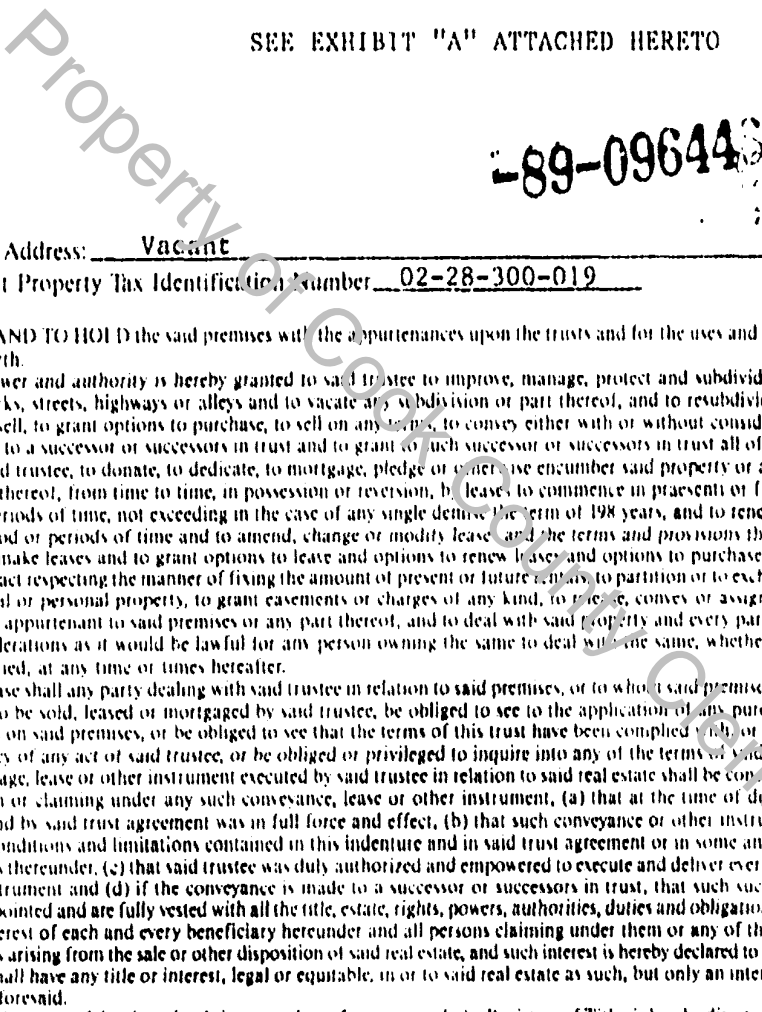 SEE EXHIBIT "A" ATTACHED HERETO
-89-09644
Address: Vacant
t Property Tax Identification Number 02-28-300-019
AND TO HOLD the said premises with the appurtenances upon the trusts and for the uses and
rth.
wer and authority is hereby granted to said trustee to improve, manage, protect and subdivid
rks, streets, highways or alleys and to vacate any subdivision or part thereof, and to resubdivid
sell, to grant options to purchase, to sell on any terms, to convey either with or without consid
to a successor or successors in trust and to grant to such successor or successors in trust all of
d trustee, to donate, to dedicate, to mortgage, pledge or otherwise encumber said property or a
thereof, from time to time, in possession or reversion, by leases to commence in praesenti or f
riods of time, not exceeding in the case of any single demise the term of 198 years, and to rene
od or periods of time and to amend, change or modify leases and the terms and provisions th
make leases and to grant options to lease and options to renew leases and options to purchase
act respecting the manner of fixing the amount of present or future rentals, to partition or to exch
al or personal property, to grant easements or charges of any kind, to release, convey or assign
appurtenant to said premises or any part thereof, and to deal with said property and every par
lerations as it would be lawful for any person owning the same to deal with the same, whethe
ied, at any time or times hereafter.
ase shall any party dealing with said trustee in relation to said premises, or to whom said premise
o be sold, leased or mortgaged by said trustee, be obliged to see to the application of any purc
on said premises, or be obliged to see that the terms of this trust have been complied with, or
cy of any act of said trustee, or be obliged or privileged to inquire into any of the terms of said
age, lease or other instrument executed by said trustee in relation to said real estate shall be con
n or claiming under any such conveyance, lease or other instrument, (a) that at the time of de
nd by said trust agreement was in full force and effect, (b) that such conveyance or other instru
onditions and limitations contained in this indenture and in said trust agreement or in some am
s thereunder, (c) that said trustee was duly authorized and empowered to execute and deliver ever
trument and (d) if the conveyance is made to a successor or successors in trust, that such suc
pointed and are fully vested with all the title, estate, rights, powers, authorities, duties and obligatio
erest of each and every beneficiary hereunder and all persons claiming under them or any of th
s arising from the sale or other disposition of said real estate, and such interest is hereby declared to
hall have any title or interest, legal or equitable, in or to said real estate as such, but only an inter
foresaid.
Property of Cook County Cler